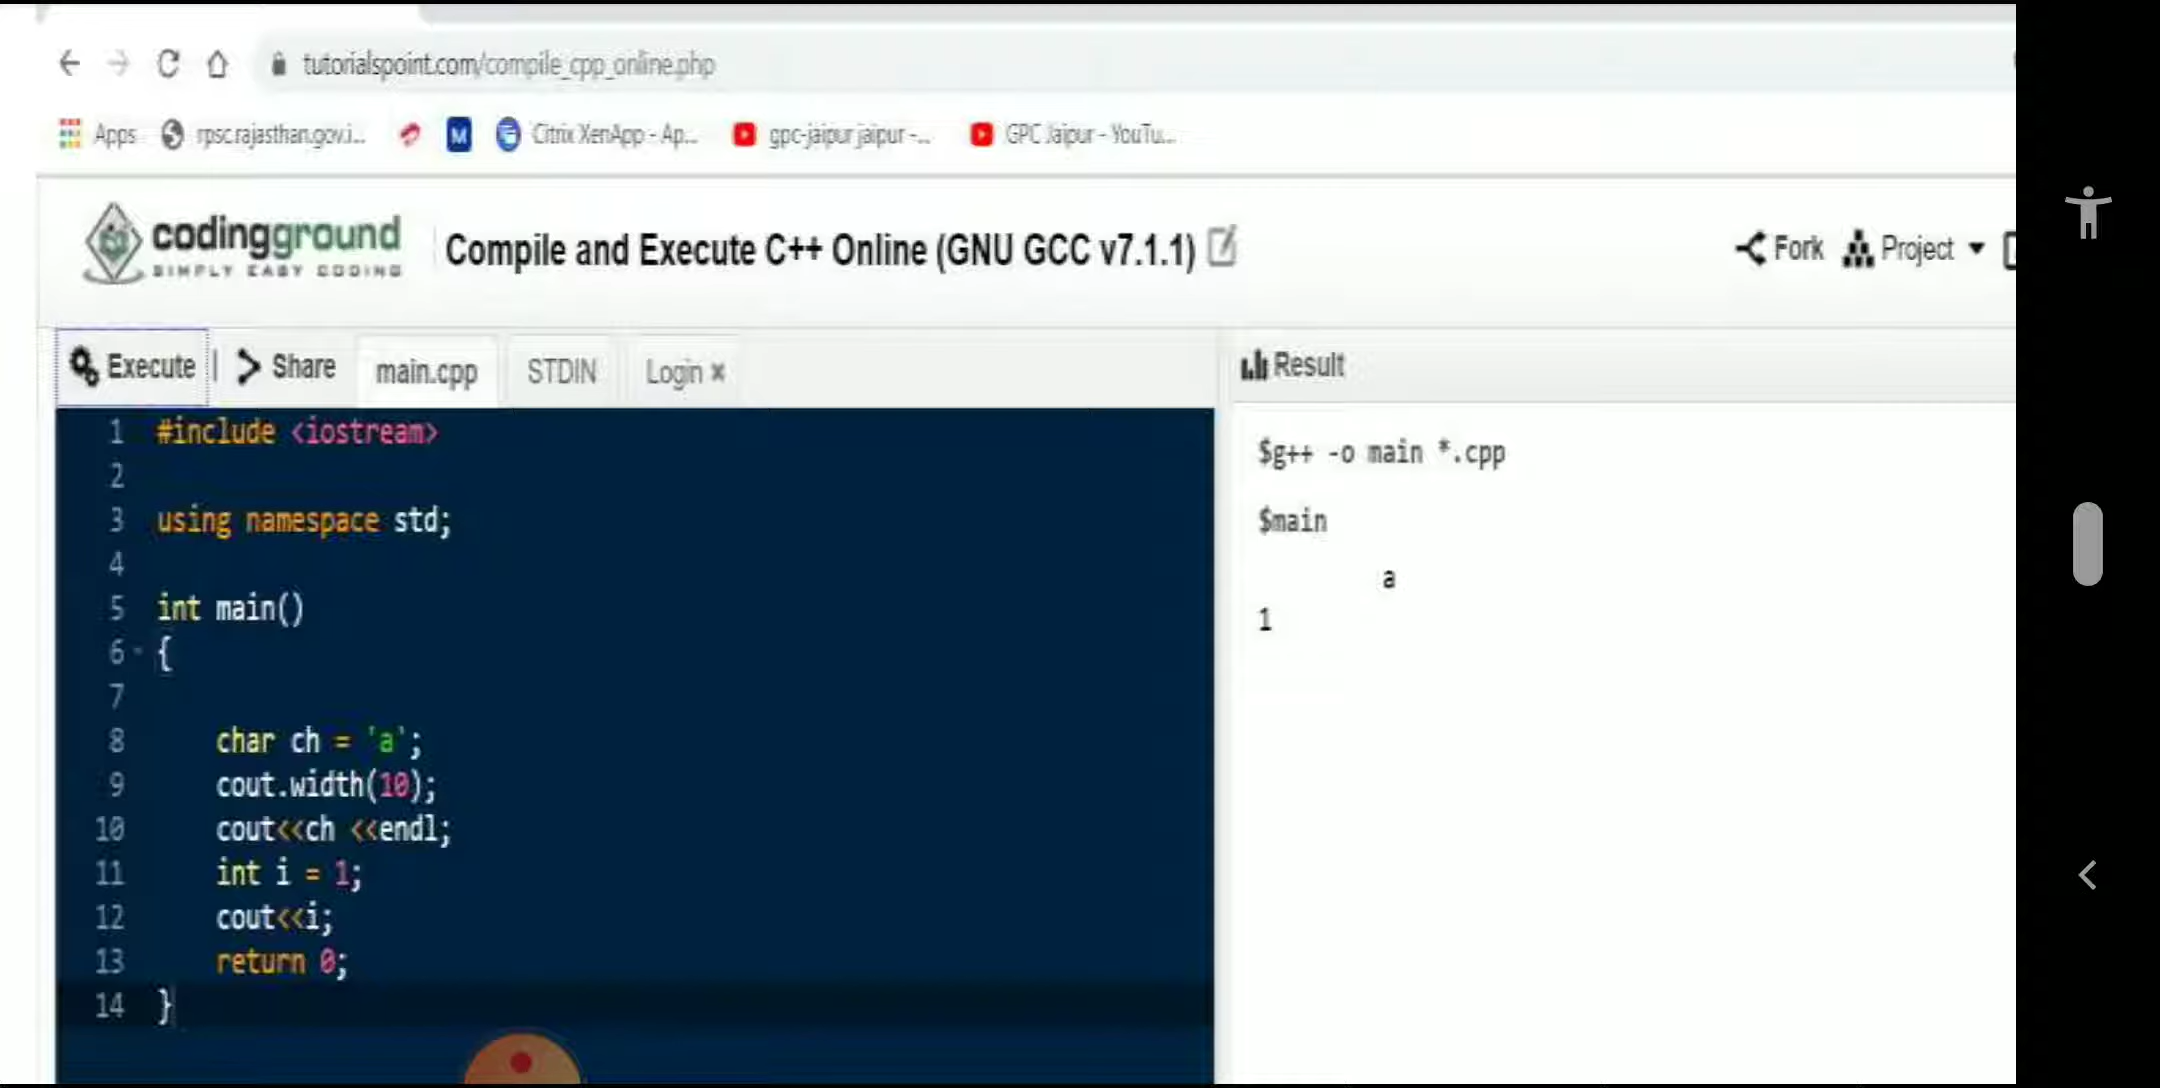 tutorialspoint.com/compile_cpp_online.php
Apps rpsc.rajasthan.gov.i... M Citrix XenApp - Ap... gpc-jaipur jaipur -... GPC Jaipur - YouTu...
codingground
SIMPLY EASY CODING
Compile and Execute C++ Online (GNU GCC v7.1.1)
Fork Project
Execute | Share main.cpp STDIN Login ×
1 #include <iostream>
2
3 using namespace std;
4
5 int main()
6 {
7
8 char ch = 'a';
9 cout.width(10);
10 cout<<ch <<endl;
11 int i = 1;
12 cout<<i;
13 return 0;
14 }
Result
$g++ -o main *.cpp
$main
a
1